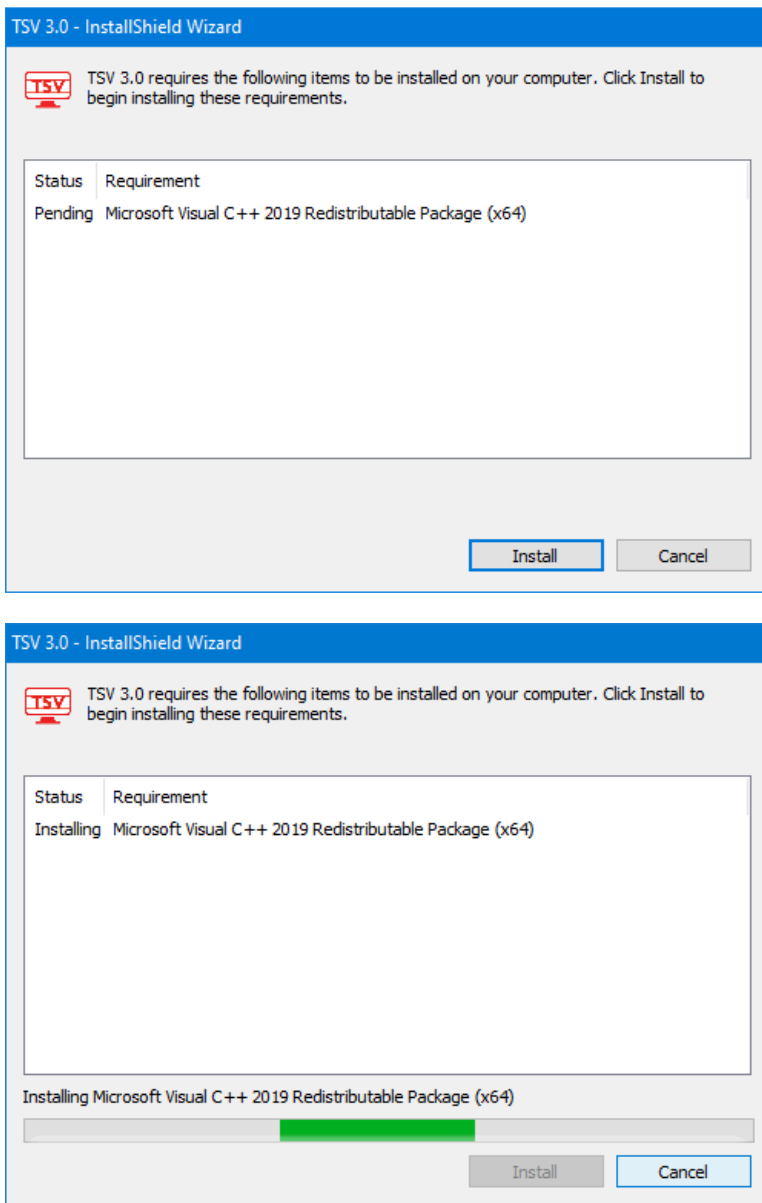 TSV 3.0 - InstallShield Wizard
TSV
TSV 3.0 requires the following items to be installed on your computer. Click Install to
begin installing these requirements.
Status Requirement
Pending Microsoft Visual C++ 2019 Redistributable Package (x64)
Install Cancel
TSV 3.0 - InstallShield Wizard
TSV
TSV 3.0 requires the following items to be installed on your computer. Click Install to
begin installing these requirements.
Status Requirement
Installing Microsoft Visual C++ 2019 Redistributable Package (x64)
Installing Microsoft Visual C++ 2019 Redistributable Package (x64)
Install Cancel